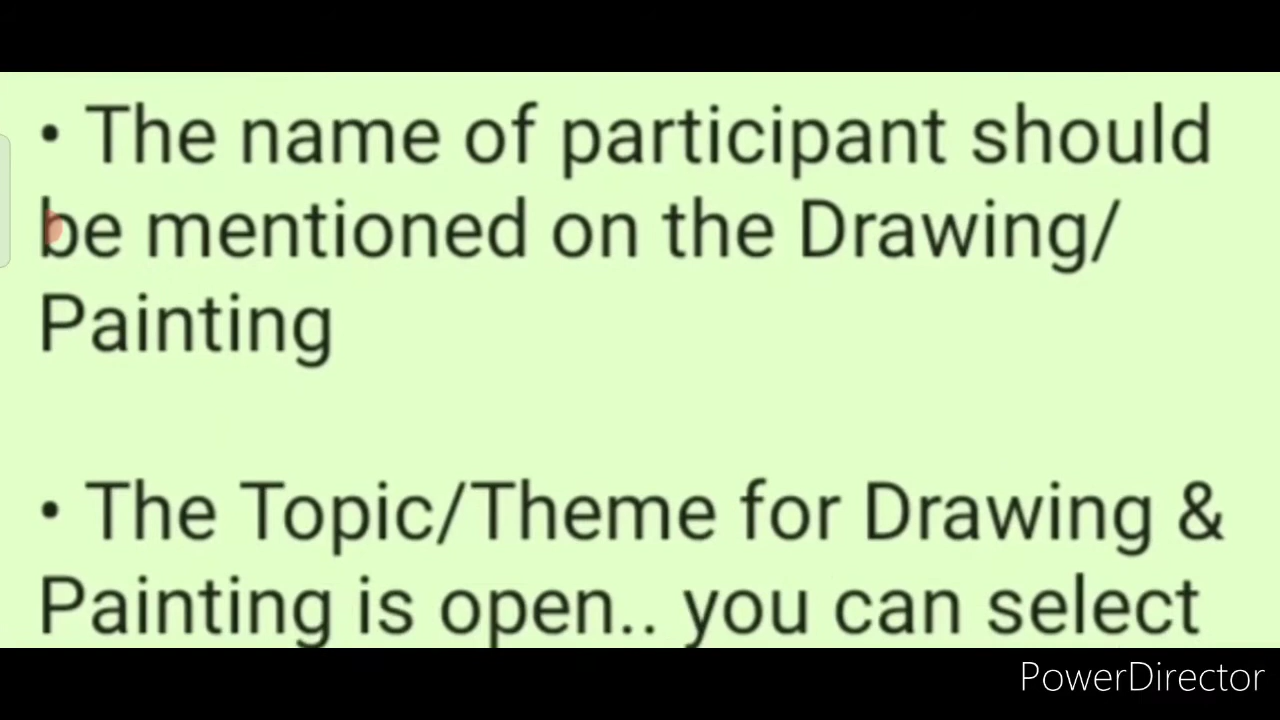 • The name of participant should
be mentioned on the Drawing/
Painting
• The Topic/Theme for Drawing &
Painting is open.. you can select
PowerDirector